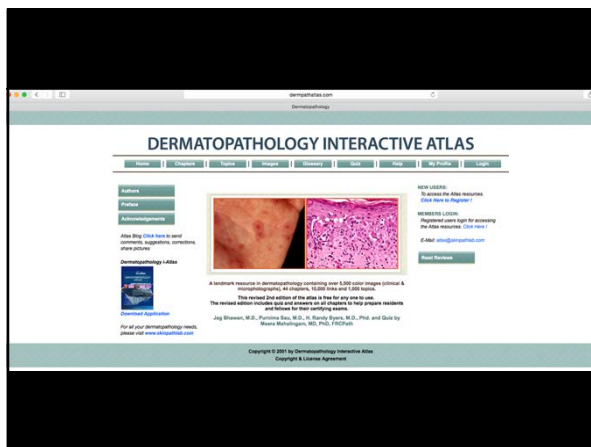 dermpathatlas.com
Dermatopathology
DERMATOPATHOLOGY INTERACTIVE ATLAS
Home | Chapters | Topics | Images | Glossary | Quiz | Help | My Profile | Login
Authors
Preface
Acknowledgements
Atlas Blog Click here to send
comments, suggestions, corrections,
share pictures
Dermatopathology i-Atlas
Download Application
For all your dermatology needs,
please visit www.skinpathlab.com
A landmark resource in dermatopathology containing over 5,000 color images (clinical &
microphotographs), 44 chapters, 10,000 links and 1,000 topics.
This revised 2nd edition of the atlas is free for any one to use.
The revised edition includes quiz and answers on all chapters to help prepare residents
and fellows for their certifying exams.
Jag Bhawan, M.D., Purnima Sau, M.D., H. Randy Byers, M.D., Phd. and Quiz by
Meera Mahalingam, MD, PhD, FRCPath
NEW USERS:
To access the Atlas resources.
Click Here to Register !
MEMBERS LOGIN:
Registered users login for accessing
the Atlas resources. Click Here !
E-Mail: atlas@skinpathlab.com
Read Reviews
Copyright © 2001 by Dermatopathology Interactive Atlas
Copyright & License Agreement